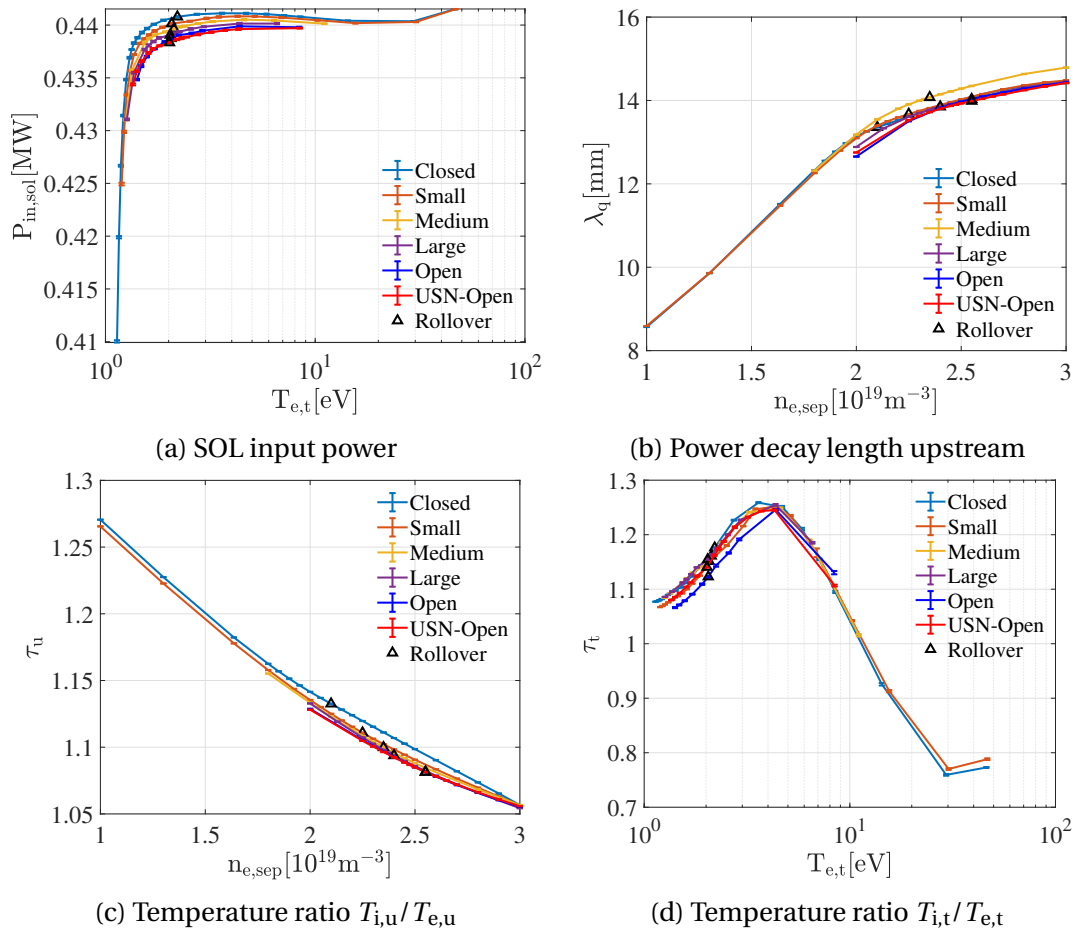 P_in,sol [MW]
0.44
0.435
0.43
0.425
0.42
0.415
0.41
Closed
Small
Medium
Large
Open
USN-Open
Rollover
10^0 10^1 10^2
T_e,t [eV]
(a) SOL input power
λ_q [mm]
16
14
12
10
8
Closed
Small
Medium
Large
Open
USN-Open
Rollover
1 1.5 2 2.5 3
n_e,sep [10^19 m^−3]
(b) Power decay length upstream
τ_u
1.3
1.25
1.2
1.15
1.1
1.05
Closed
Small
Medium
Large
Open
USN-Open
Rollover
1 1.5 2 2.5 3
n_e,sep [10^19 m^−3]
(c) Temperature ratio T_i,u/T_e,u
τ_t
1.3
1.2
1.1
1
0.9
0.8
0.7
Closed
Small
Medium
Large
Open
USN-Open
Rollover
10^0 10^1 10^2
T_e,t [eV]
(d) Temperature ratio T_i,t/T_e,t